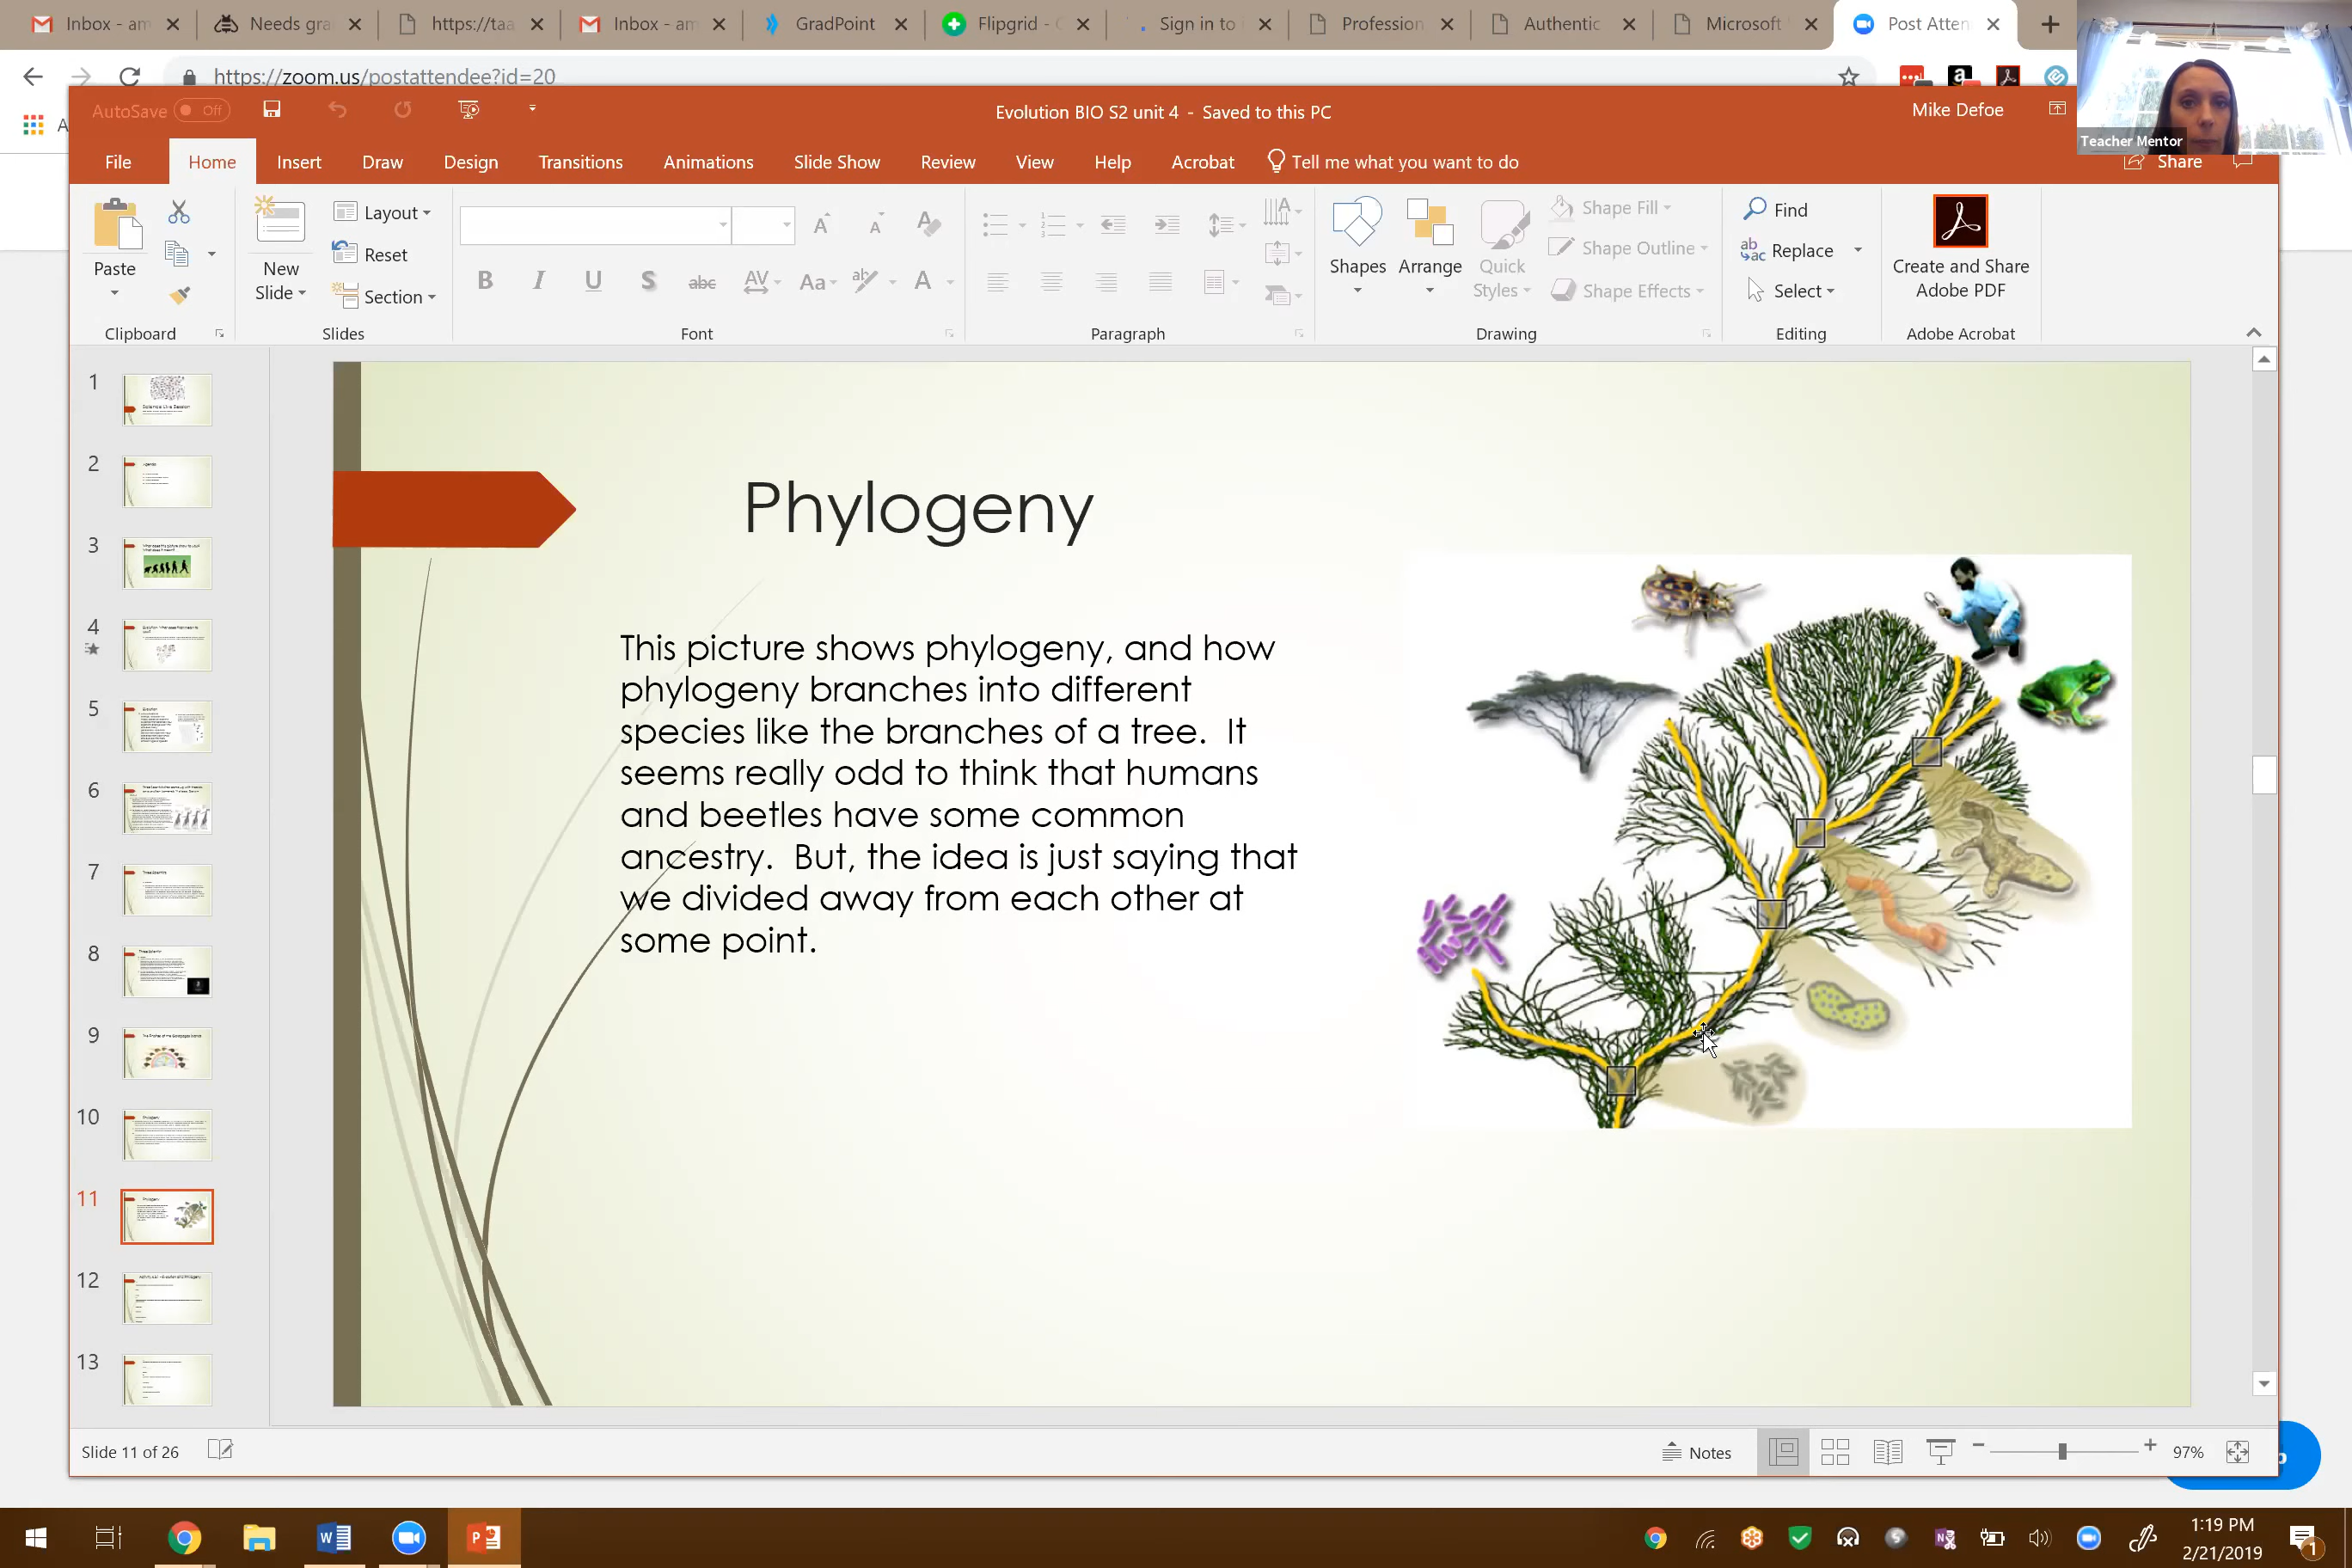 Inbox - am
Needs gra
https://taa
Inbox - am
GradPoint
Flipgrid - 
Sign in to
Profession
Authentic
Microsoft
Post Atten
https://zoom.us/postattendee?id=20
A
AutoSave Off
Evolution BIO S2 unit 4 - Saved to this PC
Mike Defoe
Teacher Mentor
File Home Insert Draw Design Transitions Animations Slide Show Review View Help Acrobat Tell me what you want to do
Share
Paste
Clipboard
New
Slide
Layout
Reset
Section
Slides
B I U S abc AV Aa ab A
Font
Paragraph
Shapes
Arrange
Quick
Styles
Shape Fill
Shape Outline
Shape Effects
Drawing
Find
Replace
Select
Editing
Create and Share
Adobe PDF
Adobe Acrobat
1
2
3
4
5
6
7
8
9
10
11
12
13
Phylogeny
This picture shows phylogeny, and how
phylogeny branches into different
species like the branches of a tree. It
seems really odd to think that humans
and beetles have some common
ancestry. But, the idea is just saying that
we divided away from each other at
some point.
Slide 11 of 26
Notes
97%
1:19 PM
2/21/2019
1